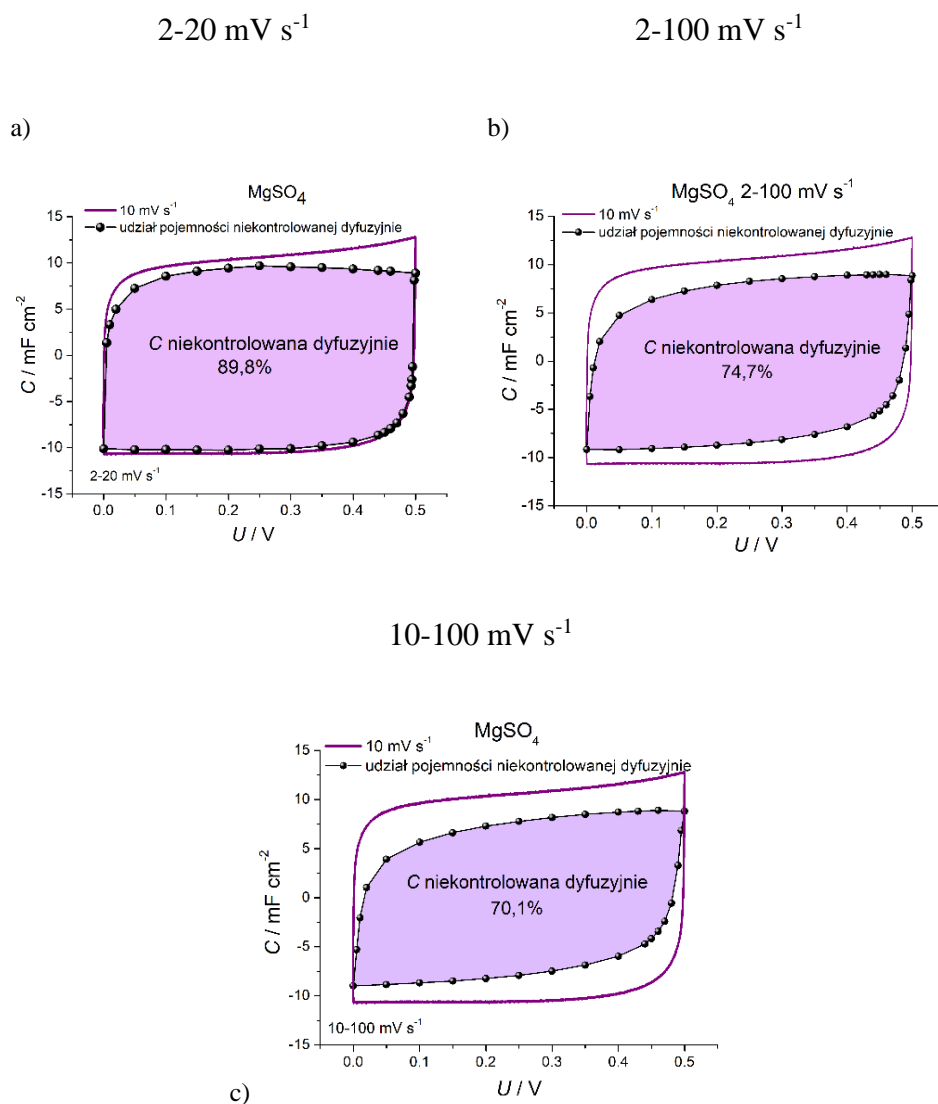 2-20 mV s⁻¹
2-100 mV s⁻¹
a)
MgSO₄
10 mV s⁻¹
udział pojemności niekontrolowanej dyfuzyjnie
15
10
5
0
-5
-10
-15
C / mF cm⁻²
C niekontrolowana dyfuzyjnie
89,8%
2-20 mV s⁻¹
0.0 0.1 0.2 0.3 0.4 0.5
U / V
b)
MgSO₄ 2-100 mV s⁻¹
10 mV s⁻¹
udział pojemności niekontrolowanej dyfuzyjnie
15
10
5
0
-5
-10
-15
C / mF cm⁻²
C niekontrolowana dyfuzyjnie
74,7%
0.0 0.1 0.2 0.3 0.4 0.5
U / V
10-100 mV s⁻¹
MgSO₄
10 mV s⁻¹
udział pojemności niekontrolowanej dyfuzyjnie
15
10
5
0
-5
-10
-15
C / mF cm⁻²
C niekontrolowana dyfuzyjnie
70,1%
10-100 mV s⁻¹
0.0 0.1 0.2 0.3 0.4 0.5
U / V
c)